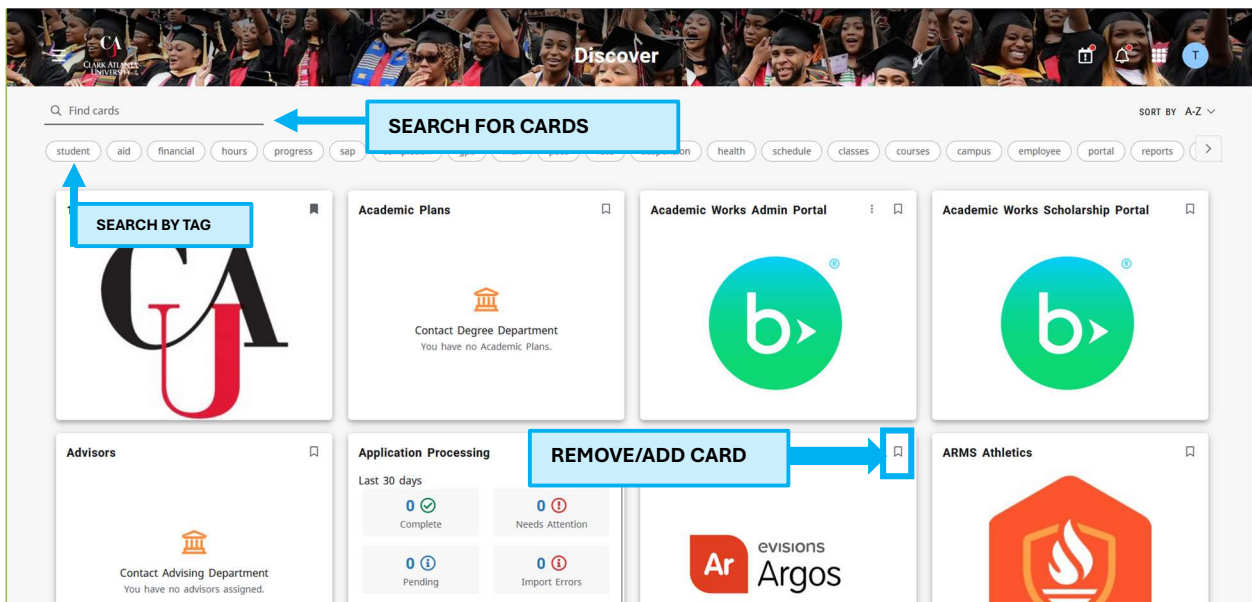 CLARK ATLANTA
UNIVERSITY
Discover
T
Find cards
SEARCH FOR CARDS
SORT BY A-Z
student aid financial hours progress sap health schedule classes courses campus employee portal reports
SEARCH BY TAG
Academic Plans
Academic Works Admin Portal
Academic Works Scholarship Portal
CAU
Contact Degree Department
You have no Academic Plans.
b
®
b
®
Advisors
Application Processing
REMOVE/ADD CARD
ARMS Athletics
Last 30 days
0
Complete
0
Needs Attention
0
Pending
0
Import Errors
Contact Advising Department
You have no advisors assigned.
Ar
evisions
Argos